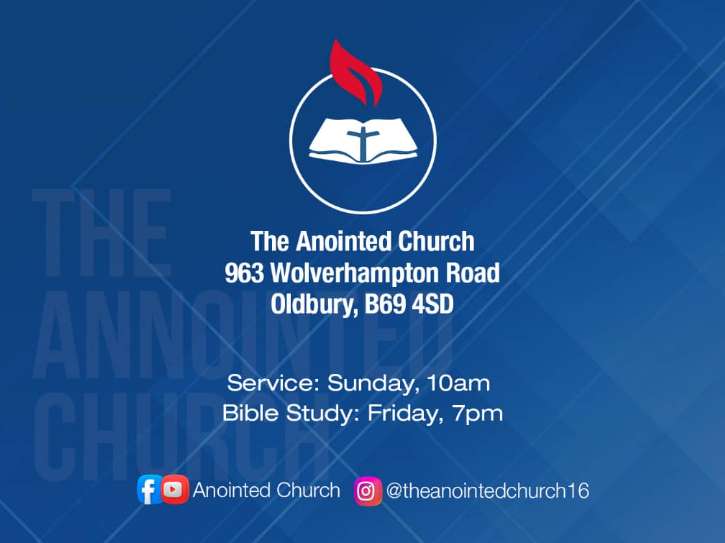 The Anointed Church
963 Wolverhampton Road
Oldbury, B69 4SD
THE
ANNOINTED
CHURCH
Service: Sunday, 10am
Bible Study: Friday, 7pm
Anointed Church @theanointedchurch16